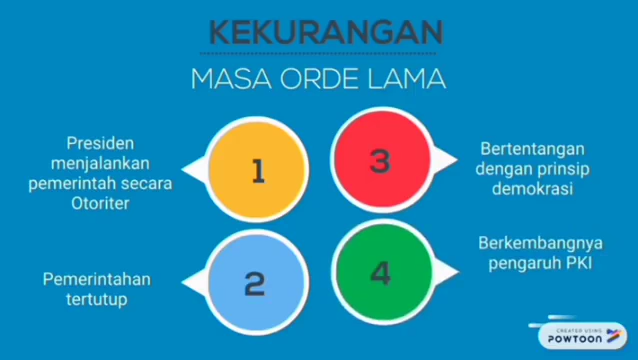 KEKURANGAN
MASA ORDE LAMA
1
Presiden
menjalankan
pemerintah secara
Otoriter
2
Pemerintahan
tertutup
3
Bertentangan
dengan prinsip
demokrasi
4
Berkembangnya
pengaruh PKI
CREATED USING
POWTOON